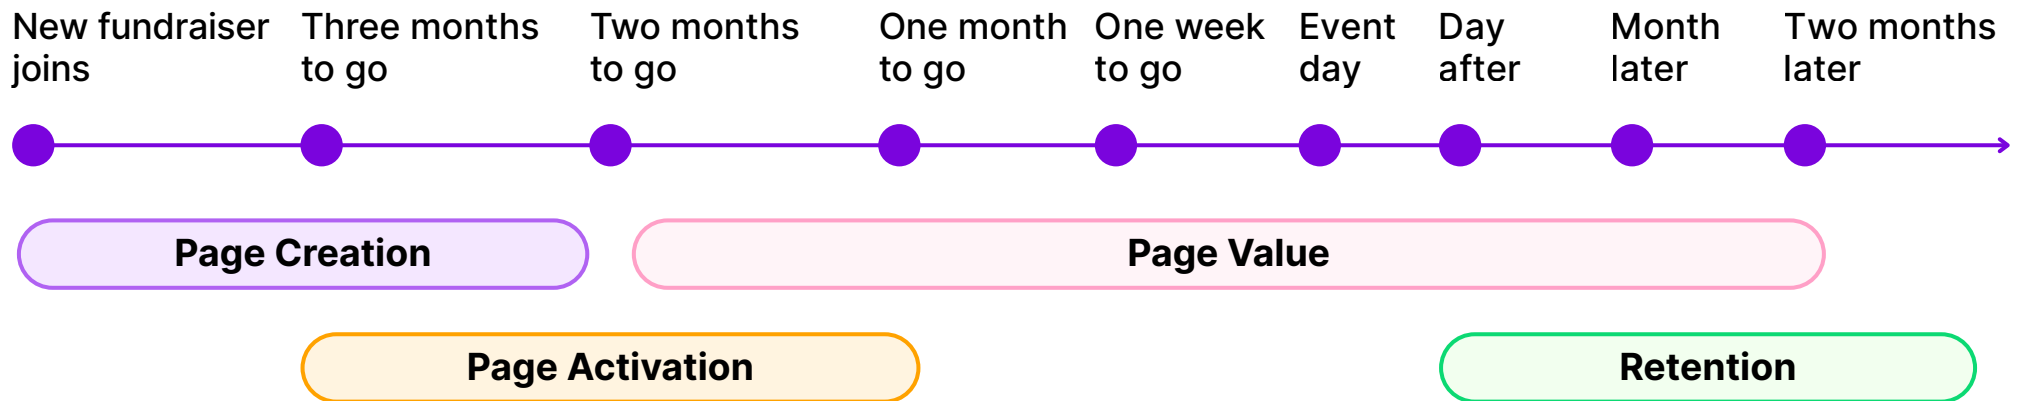 New fundraiser
joins
Three months
to go
Two months
to go
One month
to go
One week
to go
Event
day
Day
after
Month
later
Two months
later
Page Creation
Page Value
Page Activation
Retention